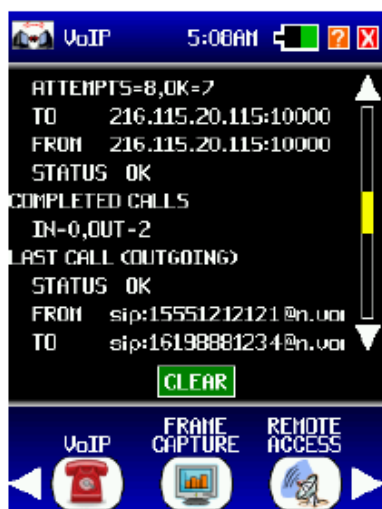 VoIP 5:08AM ? X
ATTEMPTS=8,OK=7
TO 216.115.20.115:10000
FROM 216.115.20.115:10000
STATUS OK
COMPLETED CALLS
IN-0,OUT-2
LAST CALL (OUTGOING)
STATUS OK
FROM sip:15551212121@n.vor
TO sip:16198881234@n.vor
CLEAR
VoIP FRAME CAPTURE REMOTE ACCESS